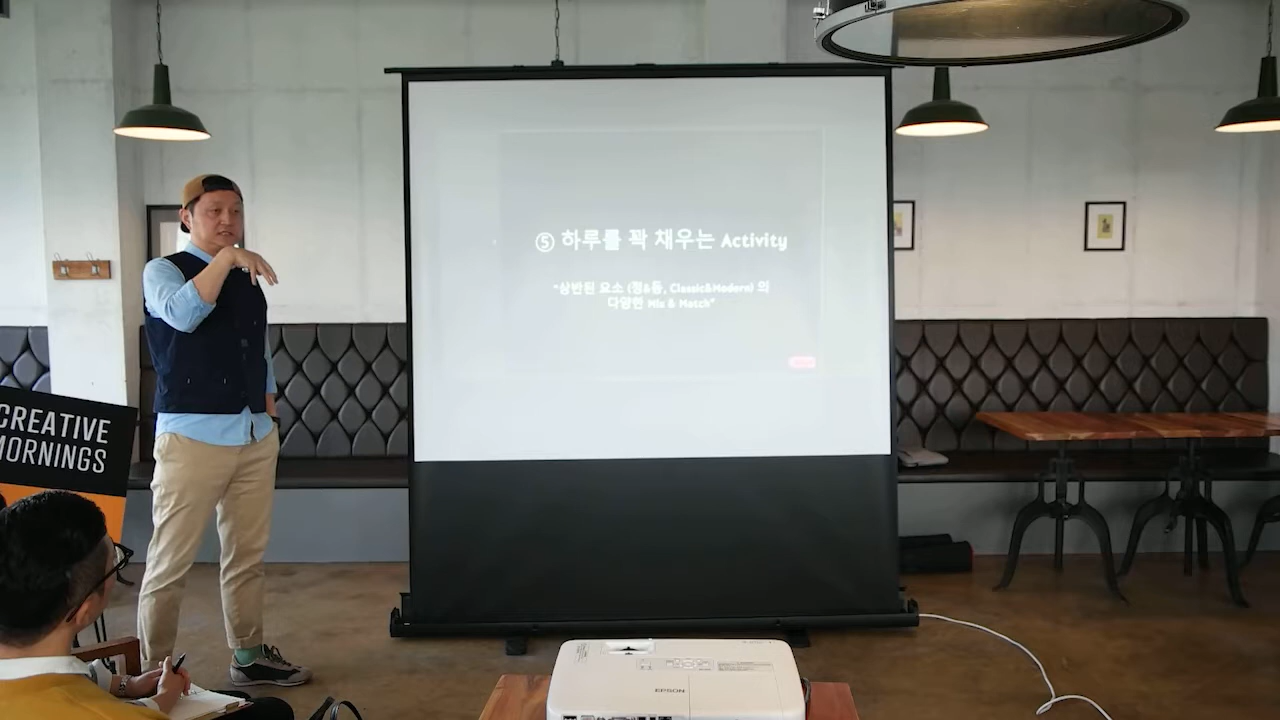 ⑤ 하루를 꽉 채우는 Activity
"상반된 요소 (정&동, Classic&Modern) 의
다양한 Mix & Match"
CREATIVE
MORNINGS
EPSON